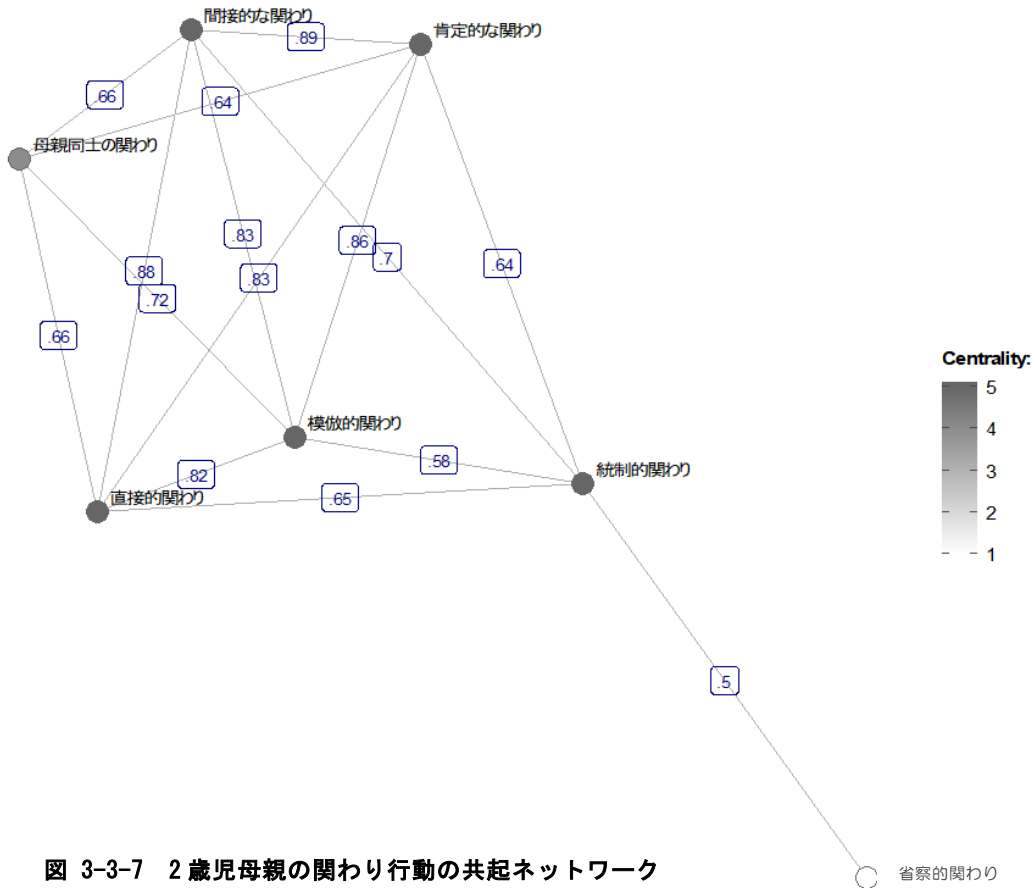 間接的な関わり
.89
肯定的な関わり
.66
.64
母親同士の関わり
.83
.86
.7
.64
.88
.83
.72
.66
Centrality:
5
4
3
2
1
模倣的関わり
.58
統制的関わり
.82
直接的関わり
.65
.5
図 3-3-7 2歳児母親の関わり行動の共起ネットワーク
省察的関わり